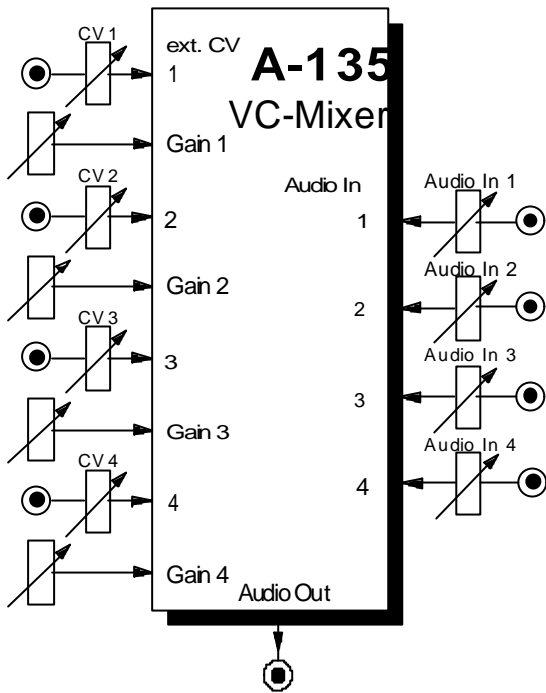 CV 1
ext. CV
A-135
1
VC-Mixer
Gain 1
CV 2
Audio In
Audio In 1
2
1
Gain 2
Audio In 2
2
CV 3
3
Audio In 3
3
Gain 3
CV 4
Audio In 4
4
4
Gain 4
Audio Out